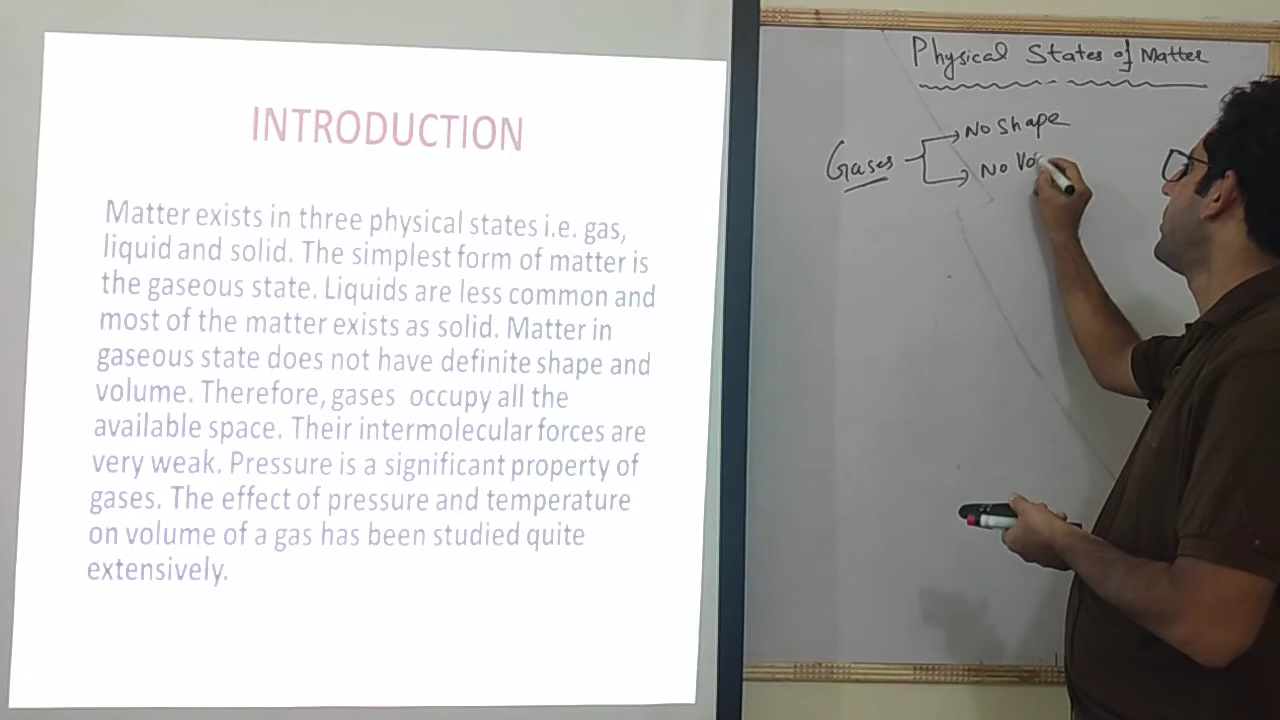 INTRODUCTION
Matter exists in three physical states i.e. gas,
liquid and solid. The simplest form of matter is
the gaseous state. Liquids are less common and
most of the matter exists as solid. Matter in
gaseous state does not have definite shape and
volume. Therefore, gases occupy all the
available space. Their intermolecular forces are
very weak. Pressure is a significant property of
gases. The effect of pressure and temperature
on volume of a gas has been studied quite
extensively.
Physical States of Matter
Gases
No shape
No Vo